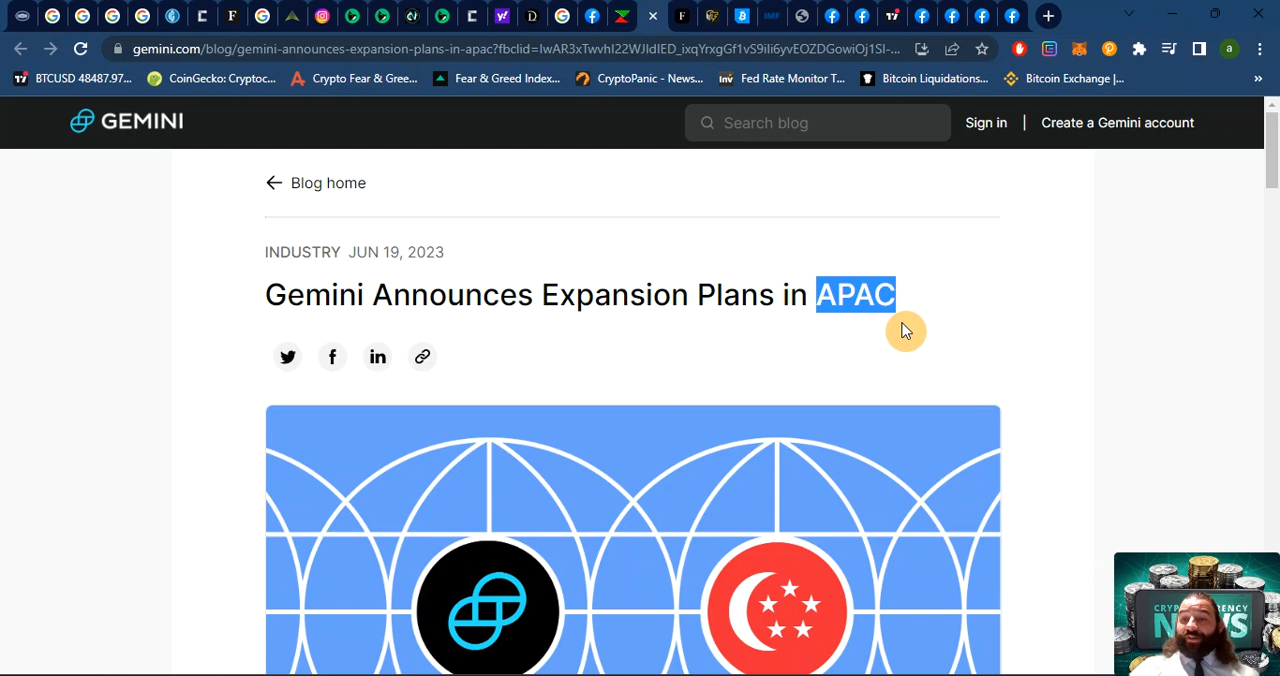 gemini.com/blog/gemini-announces-expansion-plans-in-apac?fbclid=IwAR3xTwvhI22WJIdIED_ixqYrxgGf1vS9iIi6yvEOZDGowiOj1SI-...
a
BTCUSD 48487.97... CoinGecko: Cryptoc... Crypto Fear & Gree... Fear & Greed Index... CryptoPanic - News... Fed Rate Monitor T... Bitcoin Liquidations... Bitcoin Exchange |... »
GEMINI Search blog Sign in | Create a Gemini account
← Blog home
INDUSTRY JUN 19, 2023
Gemini Announces Expansion Plans in APAC